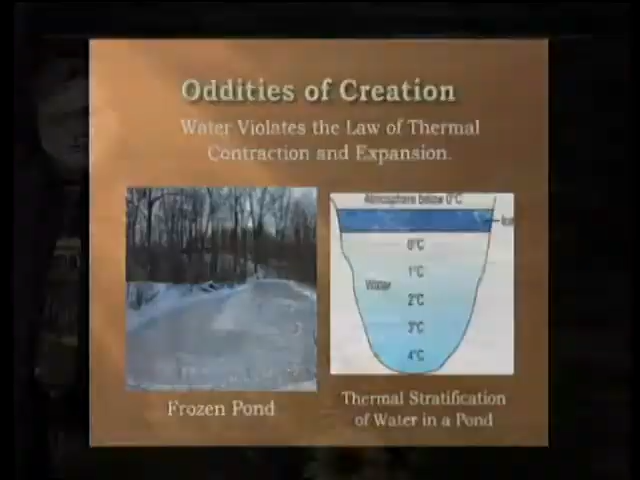 Oddities of Creation
Water Violates the Law of Thermal
Contraction and Expansion.
Atmosphere below 0°C
Ice
0°C
1°C
Water
2°C
3°C
4°C
Frozen Pond
Thermal Stratification
of Water in a Pond